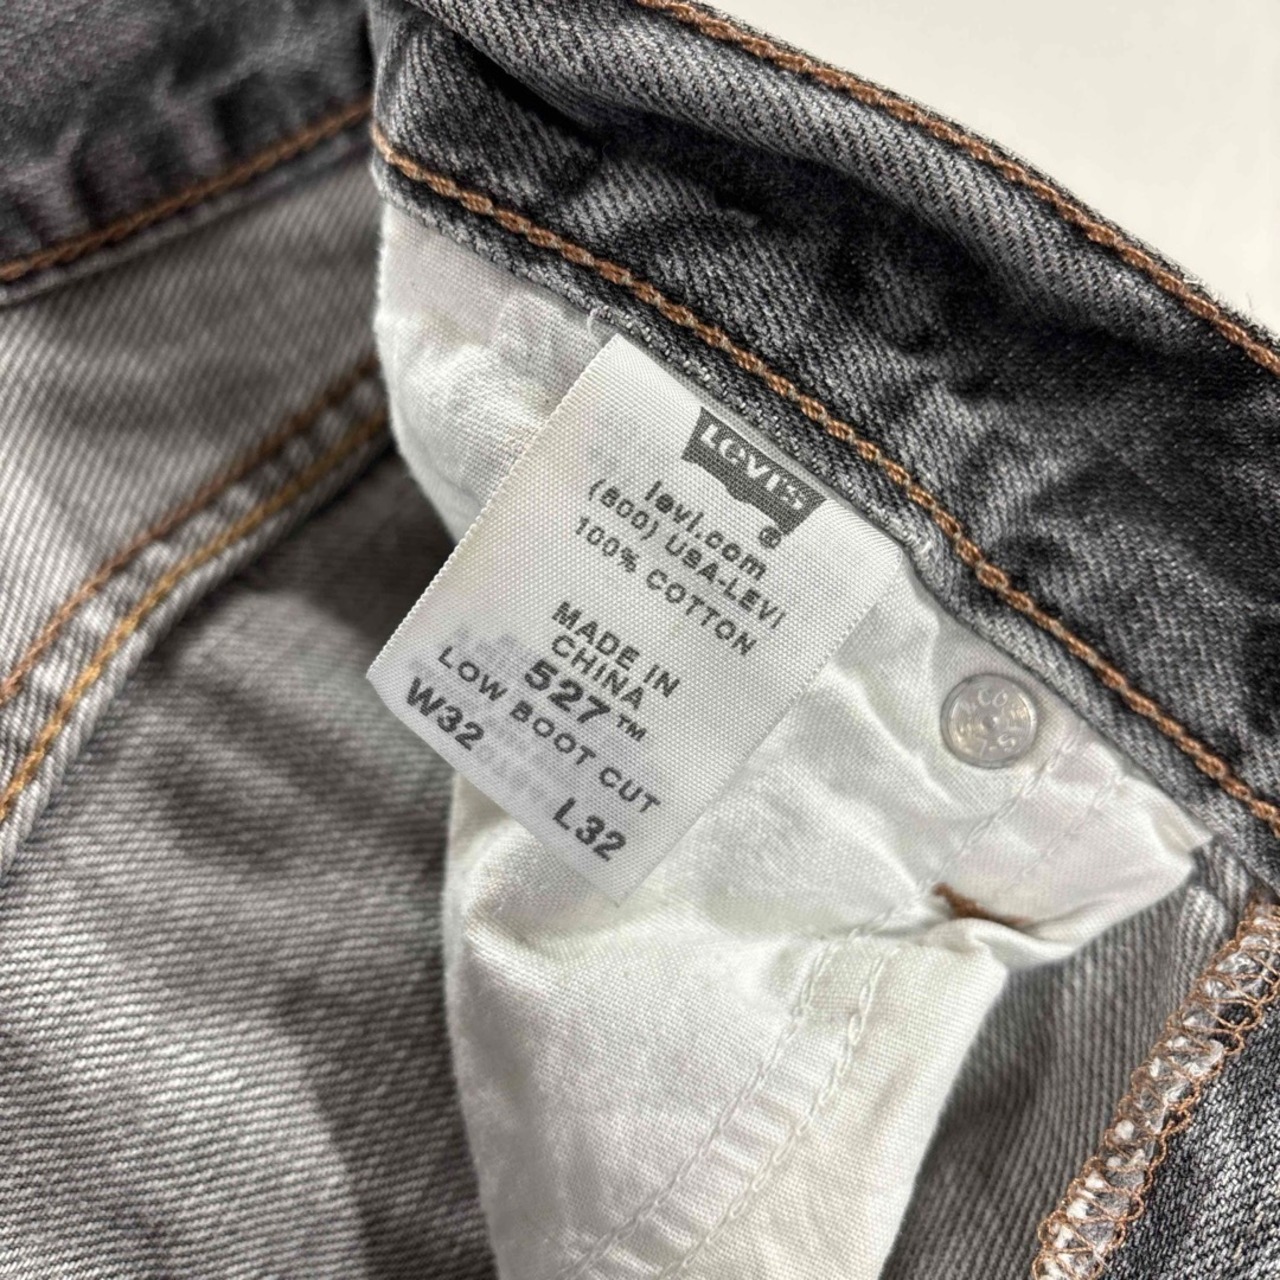 LEVI'S ®
levi.com
(800) USA-LEVI
100% COTTON
MADE IN
CHINA
527™
LOW BOOT CUT
W32 L32